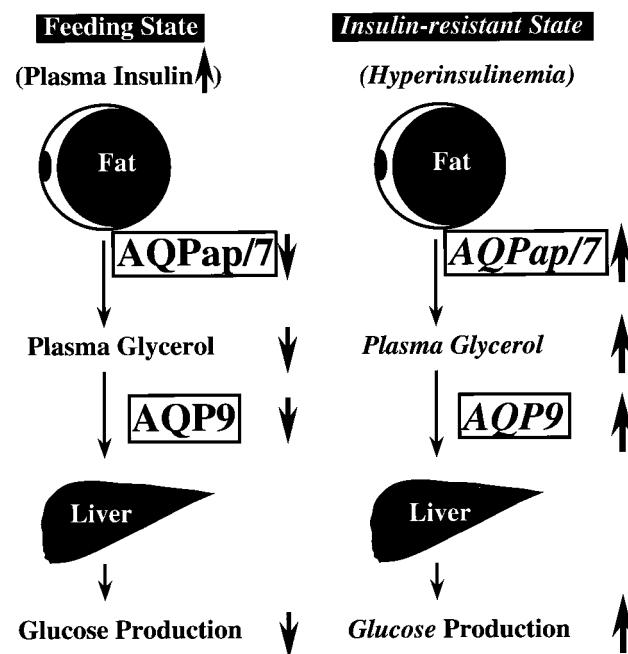 Feeding State
(Plasma Insulin )
Fat
AQPap/7
Plasma Glycerol
AQP9
Liver
Glucose Production
Insulin-resistant State
(Hyperinsulinemia)
Fat
AQPap/7
Plasma Glycerol
AQP9
Liver
Glucose Production